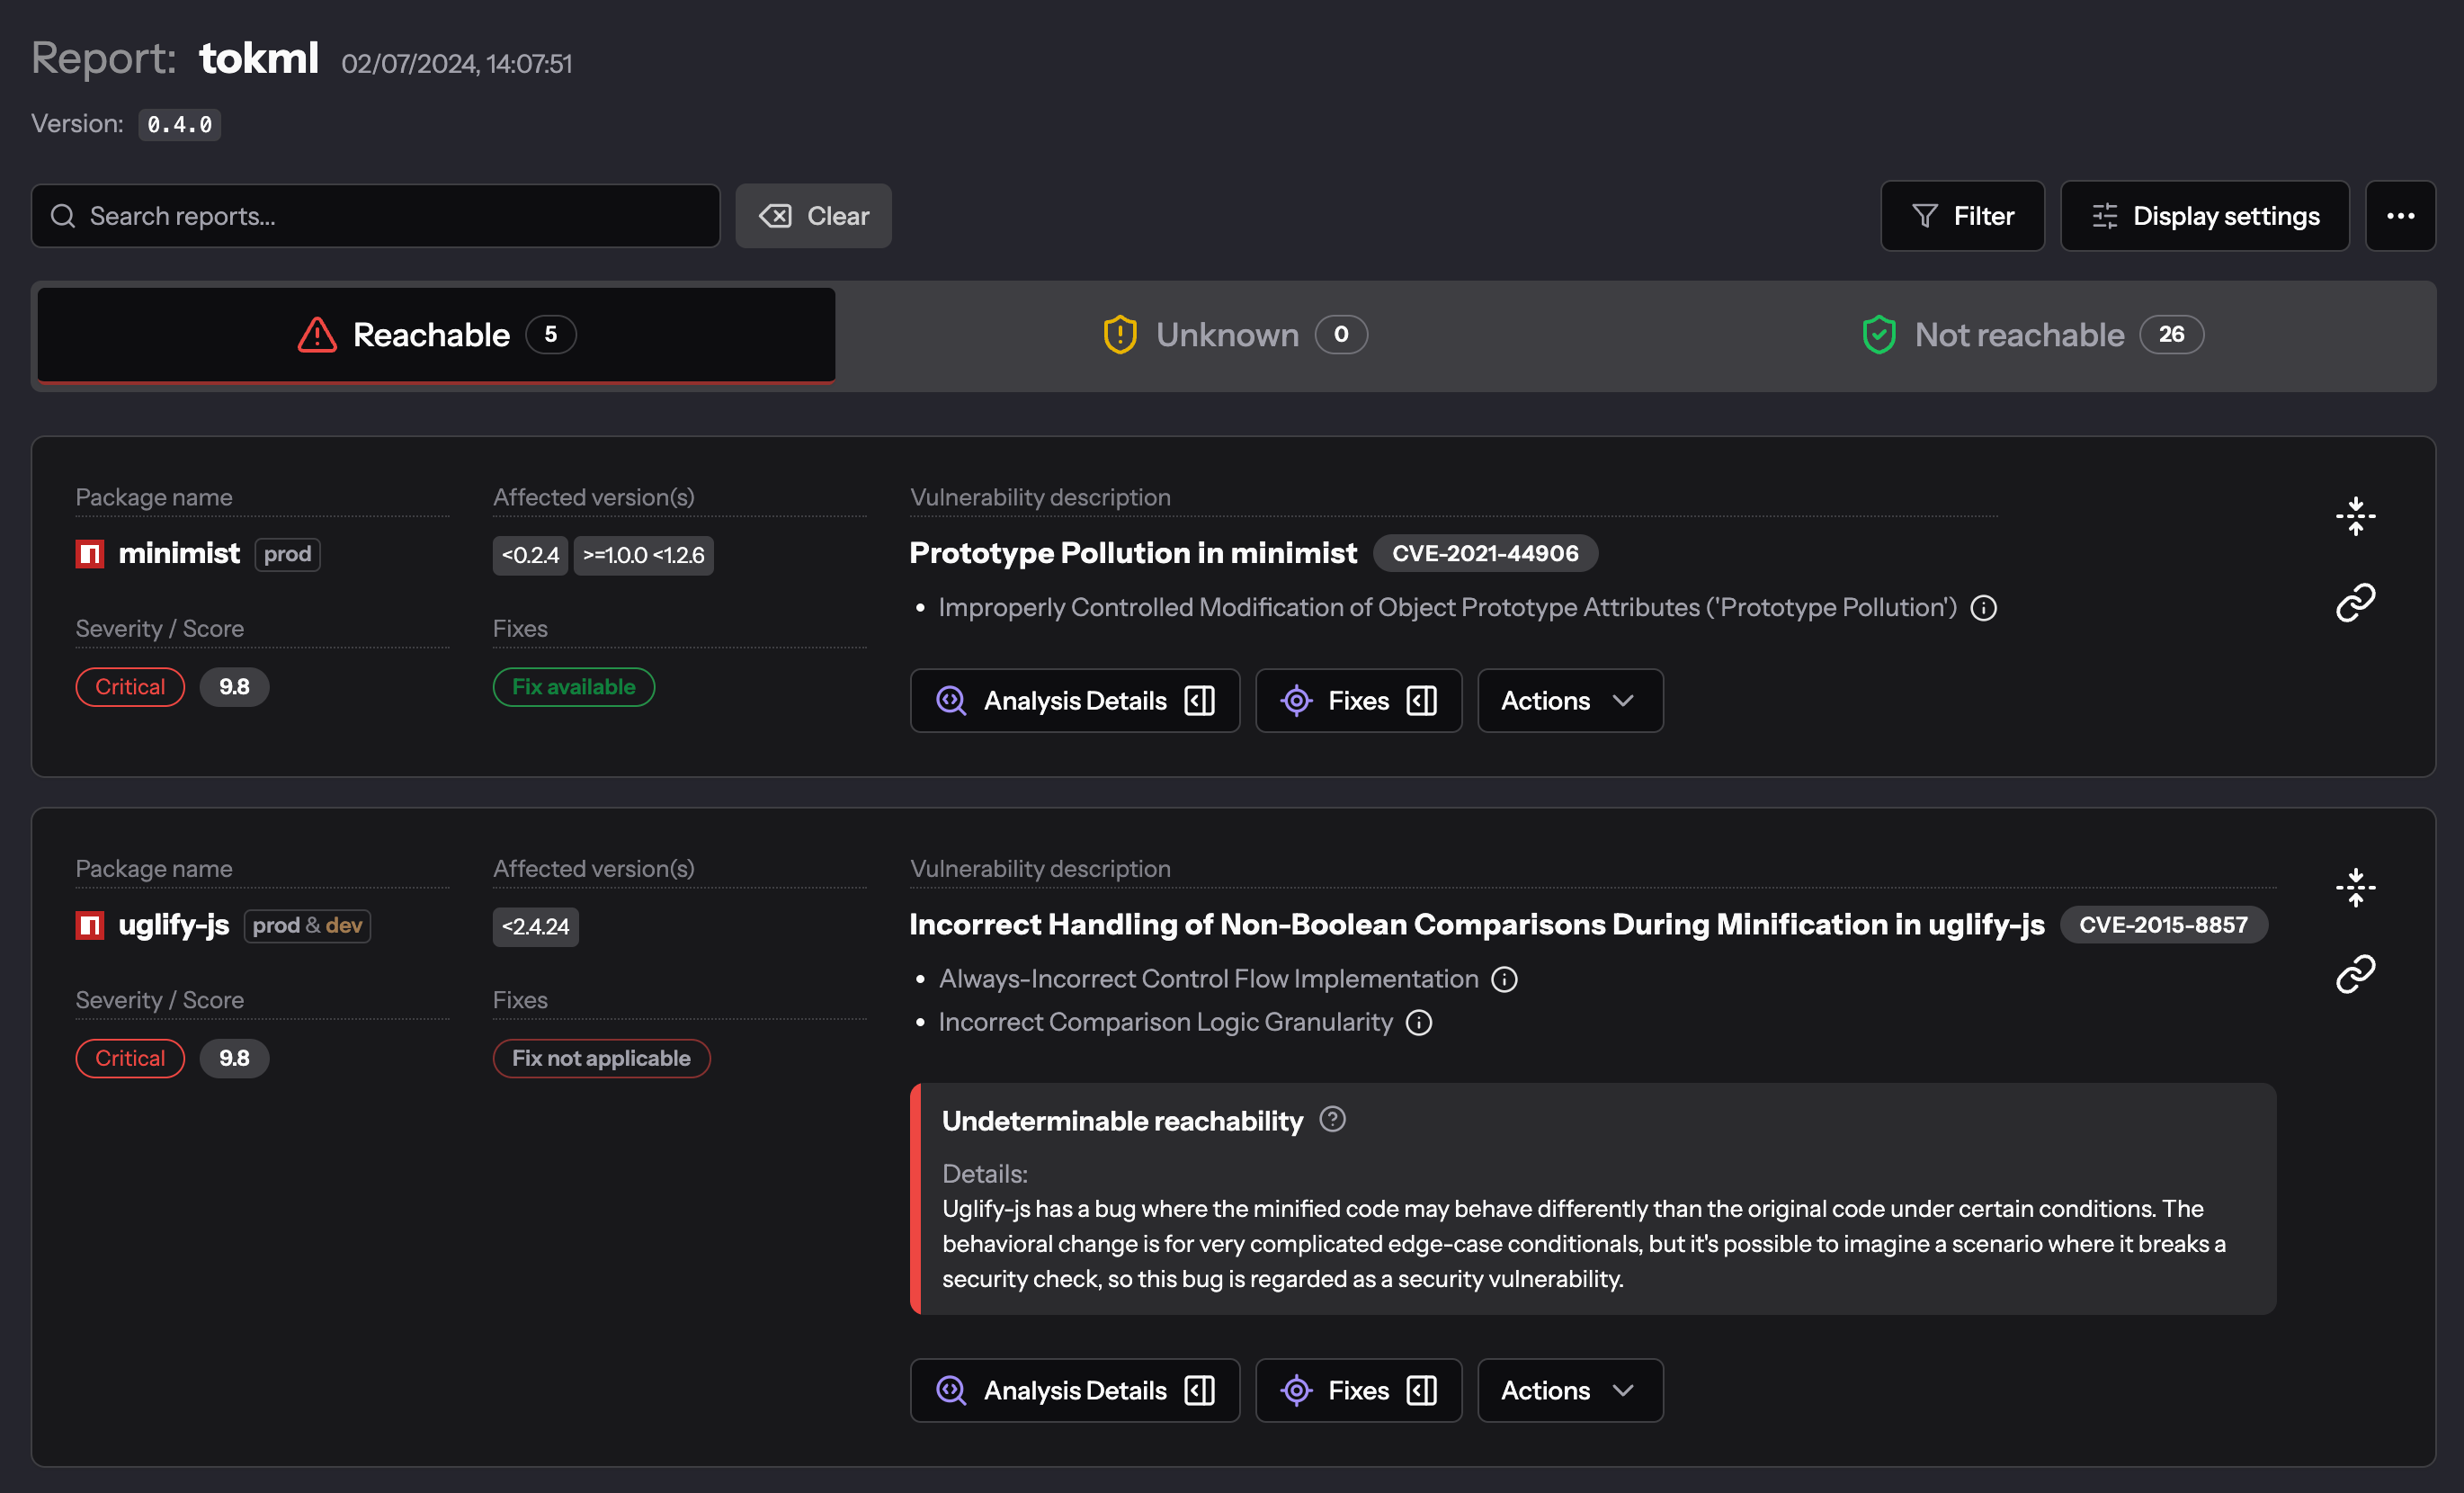 Report: tokml 02/07/2024, 14:07:51
Version: 0.4.0
Search reports... Clear Filter Display settings
Reachable 5 Unknown 0 Not reachable 26
Package name Affected version(s) Vulnerability description
minimist prod <0.2.4 >=1.0.0 <1.2.6 Prototype Pollution in minimist CVE-2021-44906
• Improperly Controlled Modification of Object Prototype Attributes ('Prototype Pollution')
Severity / Score Fixes
Critical 9.8 Fix available
Analysis Details Fixes Actions
Package name Affected version(s) Vulnerability description
uglify-js prod & dev <2.4.24 Incorrect Handling of Non-Boolean Comparisons During Minification in uglify-js CVE-2015-8857
• Always-Incorrect Control Flow Implementation
Severity / Score Fixes
• Incorrect Comparison Logic Granularity
Critical 9.8 Fix not applicable
Undeterminable reachability
Details:
Uglify-js has a bug where the minified code may behave differently than the original code under certain conditions. The
behavioral change is for very complicated edge-case conditionals, but it's possible to imagine a scenario where it breaks a
security check, so this bug is regarded as a security vulnerability.
Analysis Details Fixes Actions